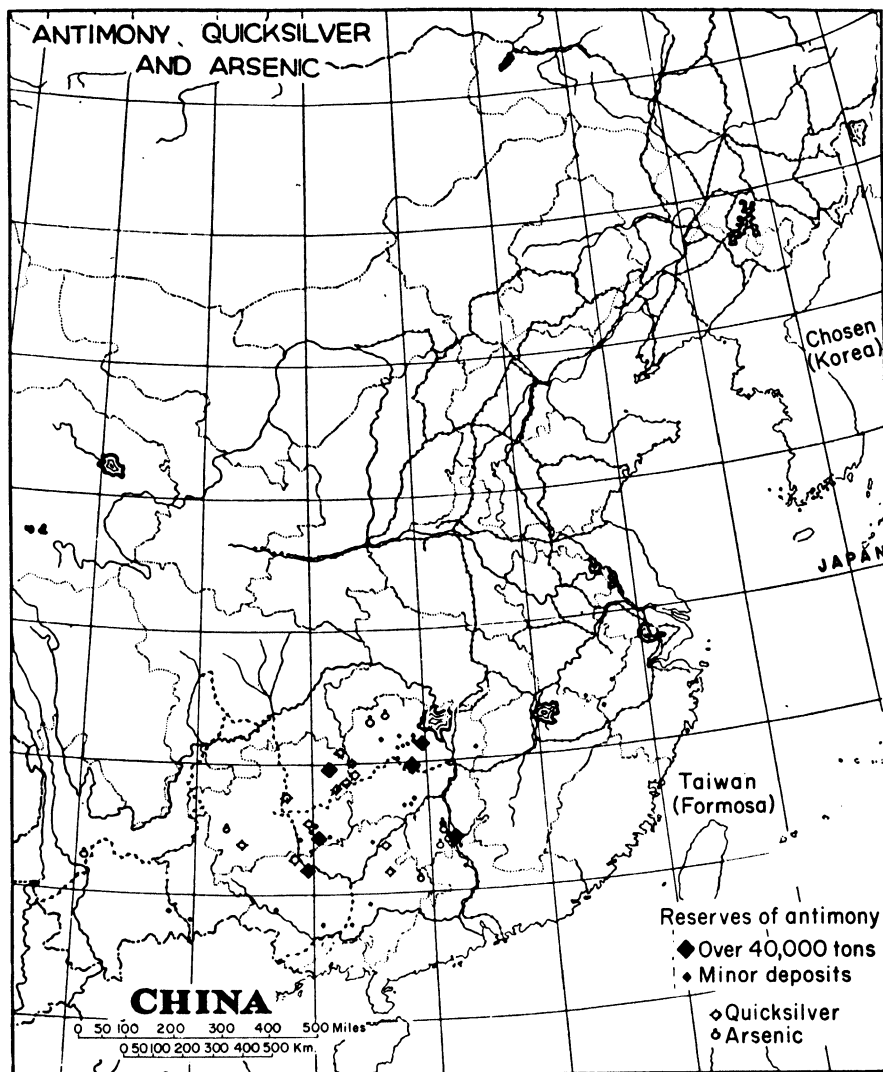 ANTIMONY, QUICKSILVER
AND ARSENIC
Chosen
(Korea)
JAPAN
Taiwan
(Formosa)
Reserves of antimony
Over 40,000 tons
Minor deposits
Quicksilver
Arsenic
CHINA
0 50 100 200 400 500 Miles
0 50 100 200 300 400 500 Km.